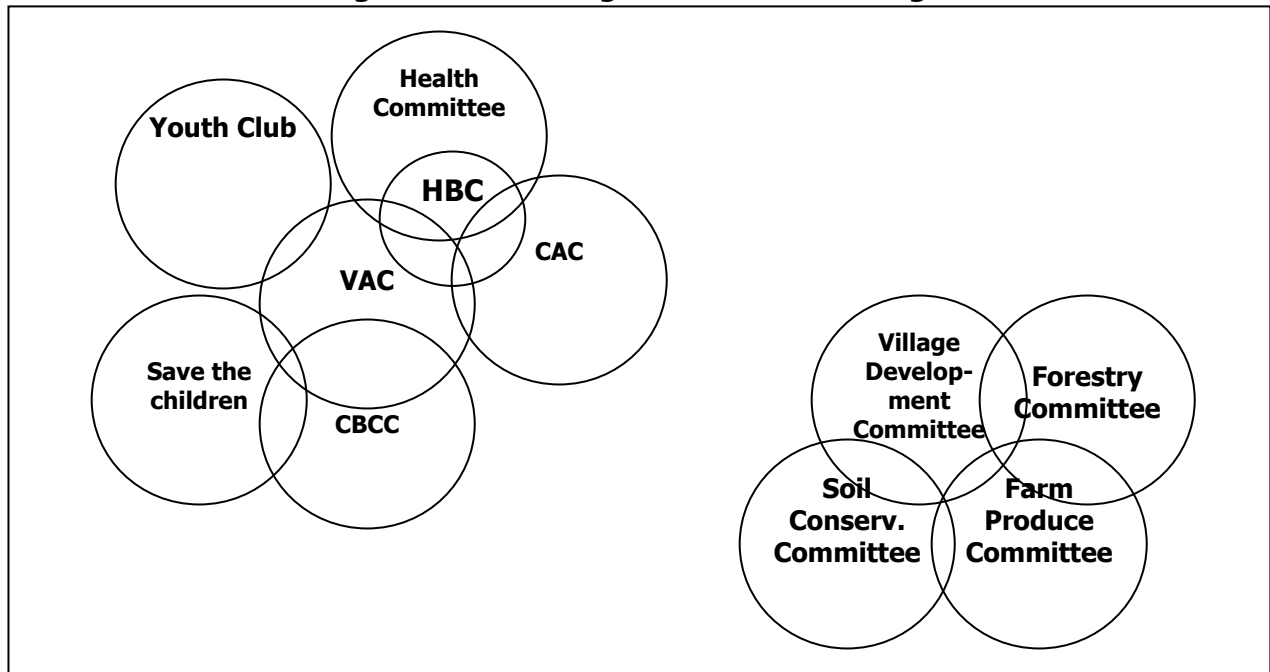 Health
Committee
Youth Club
HBC
CAC
VAC
Save the
children
CBCC
Village
Develop-
ment
Committee
Forestry
Committee
Soil
Conserv.
Committee
Farm
Produce
Committee